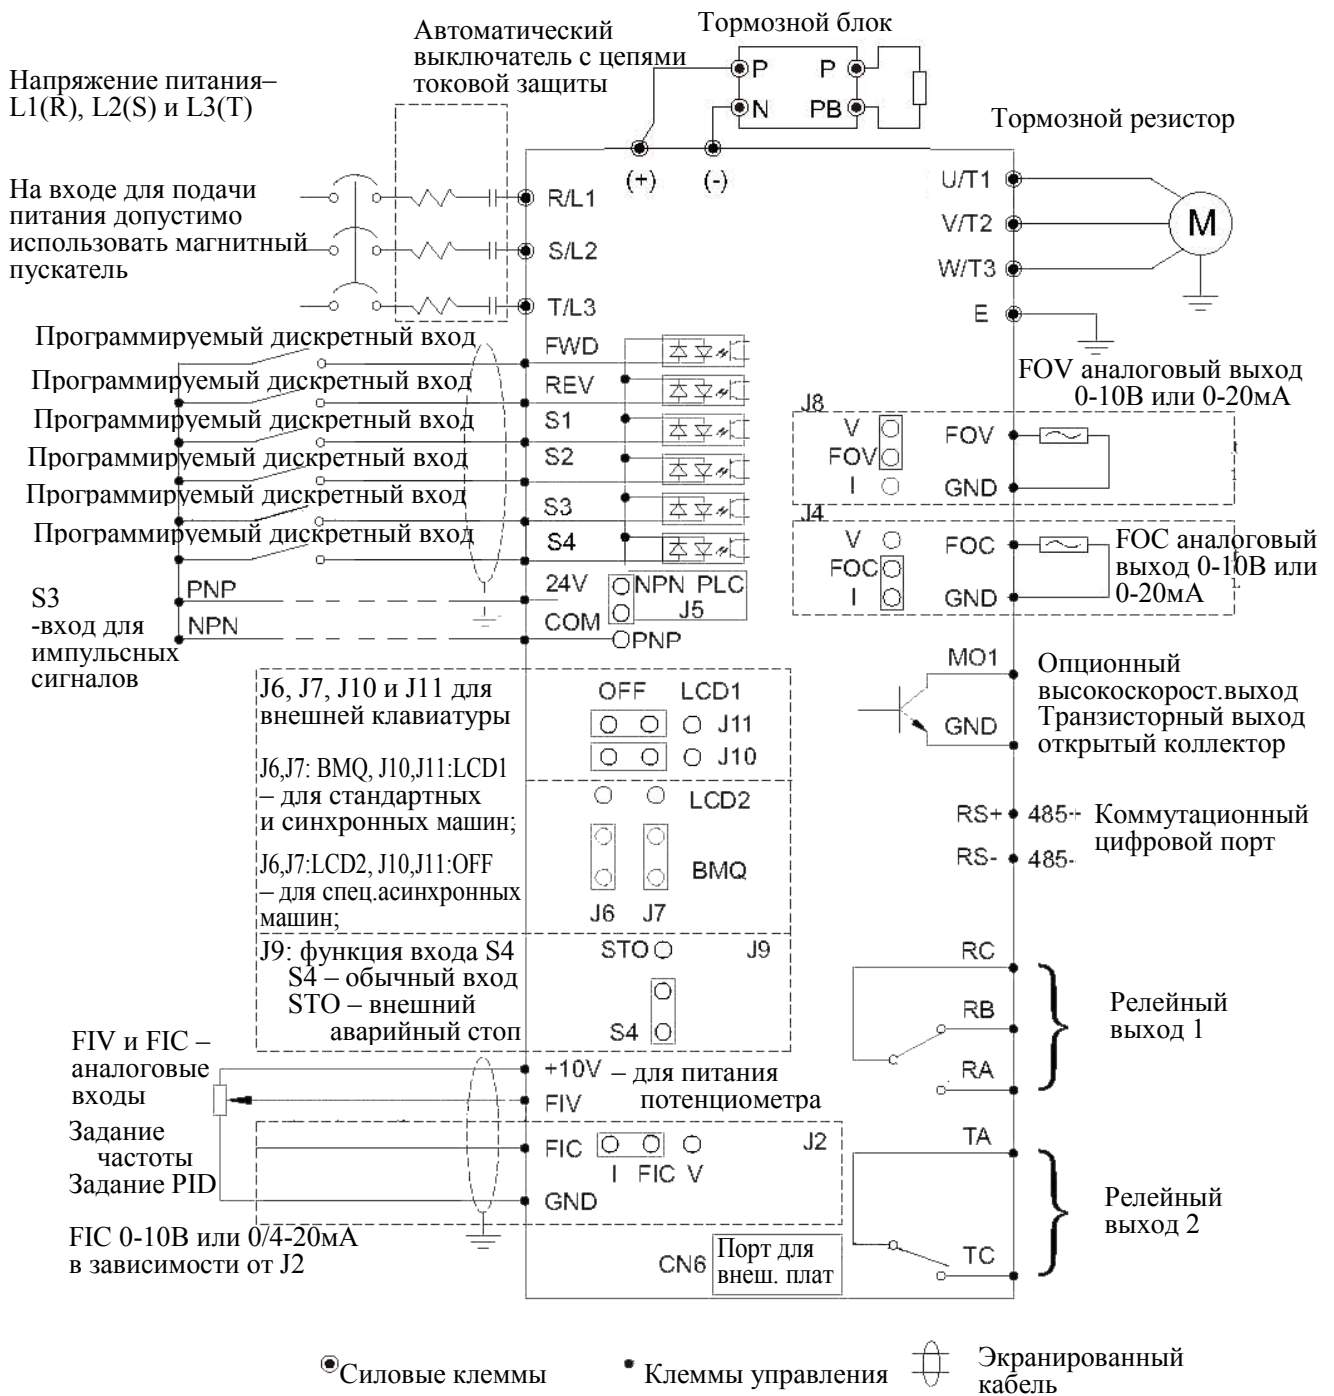 Автоматический
выключатель с цепями
токовой защиты
Тормозной блок
Напряжение питания–
L1(R), L2(S) и L3(T)
P
P
N
PB
Тормозной резистор
(+)
(-)
На входе для подачи
питания допустимо
использовать магнитный
пускатель
R/L1
S/L2
T/L3
U/T1
V/T2
W/T3
E
M
Программируемый дискретный вход
FWD
Программируемый дискретный вход
REV
Программируемый дискретный вход
S1
Программируемый дискретный вход
S2
Программируемый дискретный вход
S3
Программируемый дискретный вход
S4
FOV аналоговый выход
0-10В или 0-20мА
J8
V
FOV
I
FOV
GND
J4
V
FOC
I
FOC
GND
FOC аналоговый
выход 0-10В или
0-20мА
S3
-вход для
импульсных
сигналов
PNP
NPN
24V
COM
NPN PLC
J5
PNP
MO1
GND
Опционный
высокоскорост.выход
Транзисторный выход
открытый коллектор
J6, J7, J10 и J11 для
внешней клавиатуры
OFF
LCD1
J11
J10
J6,J7: BMQ, J10,J11:LCD1
– для стандартных
и синхронных машин;
LCD2
J6,J7:LCD2, J10,J11:OFF
– для спец.асинхронных
машин;
BMQ
J6
J7
RS+
485+
RS-
485-
Коммутационный
цифровой порт
J9: функция входа S4
S4 – обычный вход
STO – внешний
аварийный стоп
STO
J9
S4
RC
RB
RA
Релейный
выход 1
FIV и FIC –
аналоговые
входы
+10V
– для питания
потенциометра
FIV
Задание
частоты
Задание PID
FIC
J2
I
FIC
V
GND
FIC 0-10В или 0/4-20мА
в зависимости от J2
TA
TC
Релейный
выход 2
CN6
Порт для
внеш. плат
Силовые клеммы
Клеммы управления
Экранированный
кабель